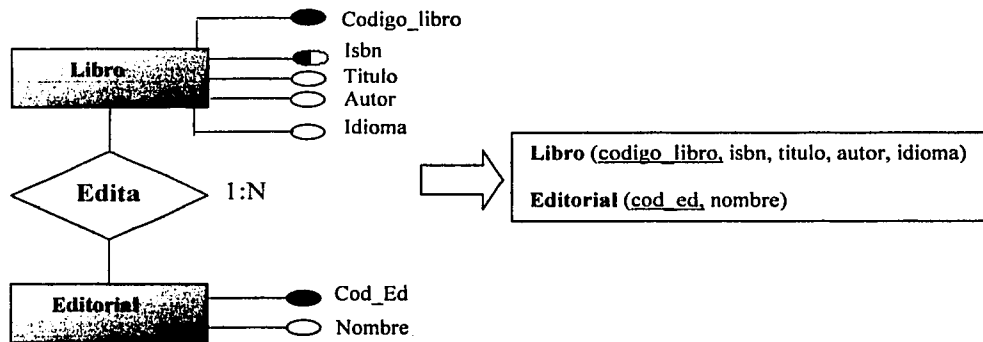 Codigo_libro
Isbn
Libro
Titulo
Autor
Idioma
Edita
1:N
Libro (codigo_libro, isbn, titulo, autor, idioma)
Editorial (cod_ed, nombre)
Editorial
Cod_Ed
Nombre